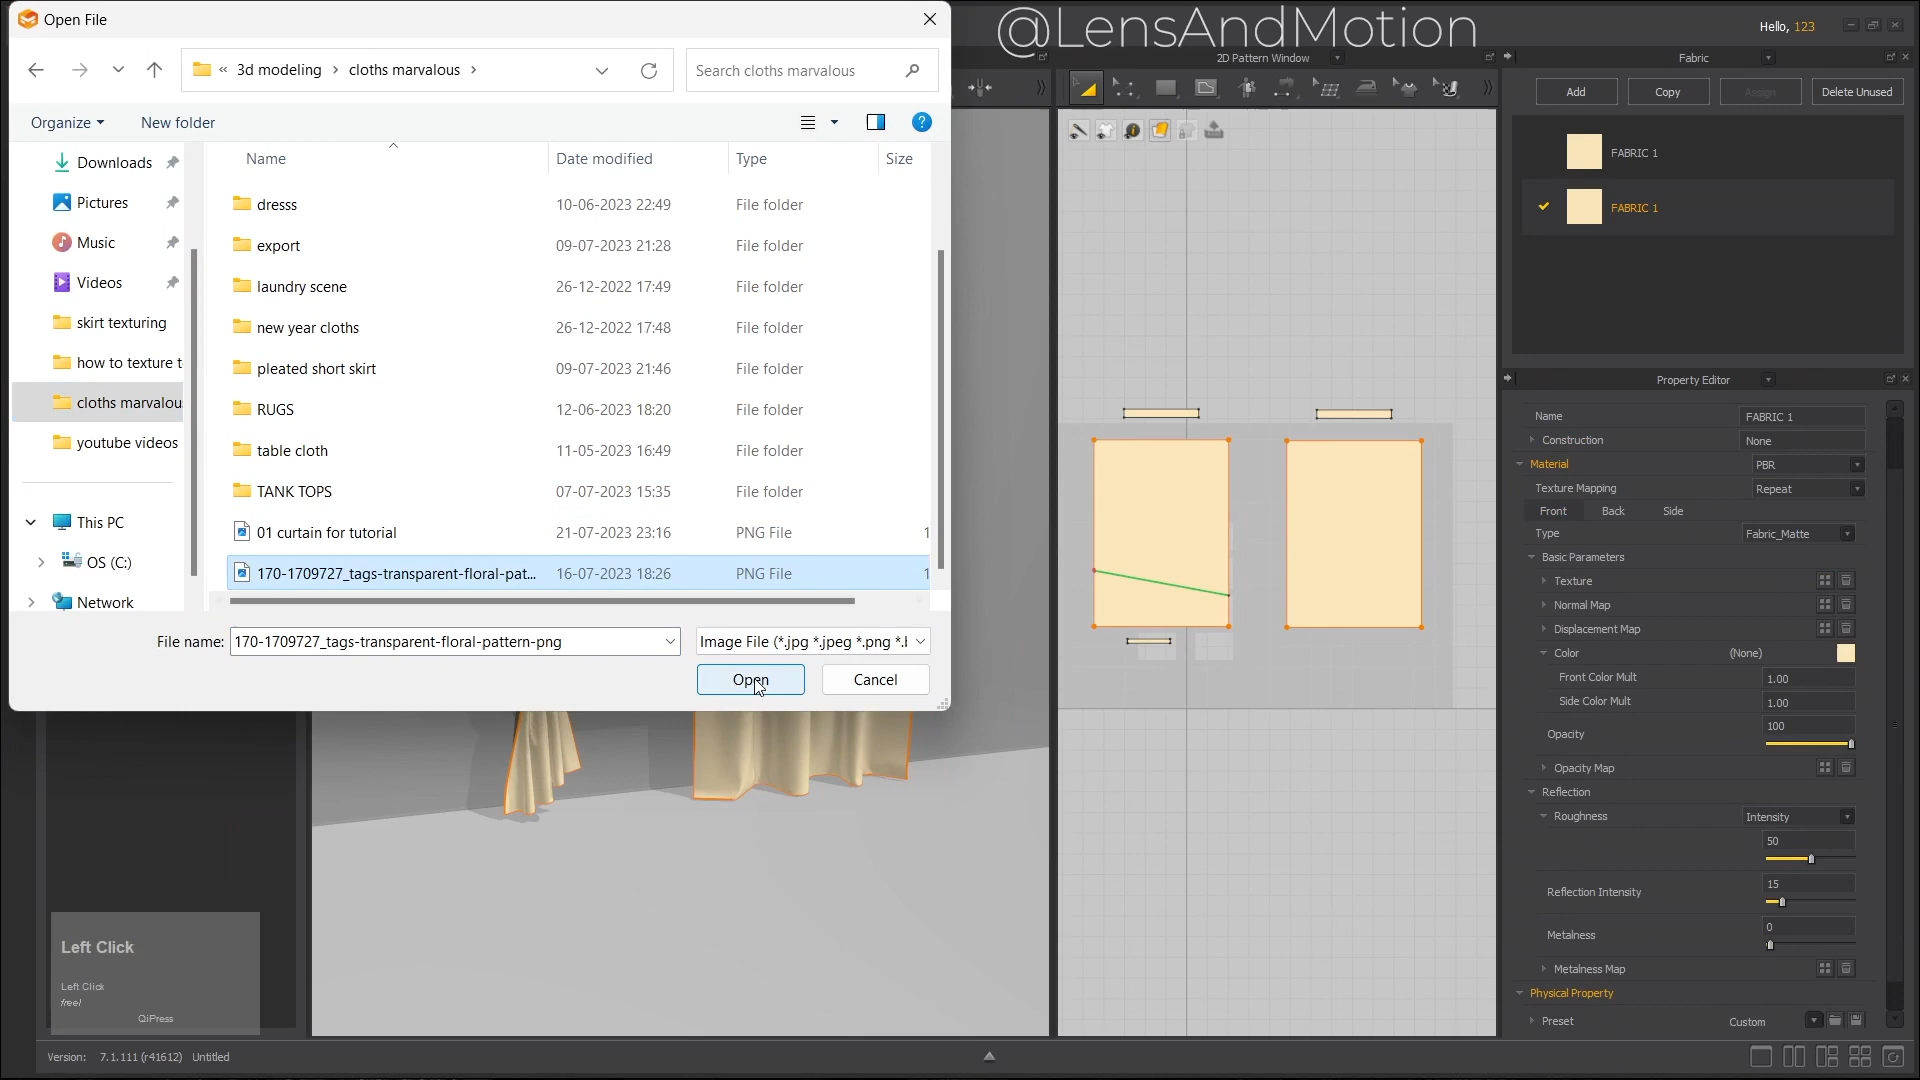 Open File
@LensAndMotion
Hello, 123
« 3d modeling › cloths marvalous ›
Search cloths marvalous
2D Pattern Window
Fabric
Add
Copy
Assign
Delete Unused
Organize
New folder
Name
Date modified
Type
Size
Downloads
Pictures
Music
Videos
skirt texturing
how to texture t
cloths marvalou
youtube videos
This PC
OS (C:)
Network
dresss 10-06-2023 22:49 File folder
export 09-07-2023 21:28 File folder
laundry scene 26-12-2022 17:49 File folder
new year cloths 26-12-2022 17:48 File folder
pleated short skirt 09-07-2023 21:46 File folder
RUGS 12-06-2023 18:20 File folder
table cloth 11-05-2023 16:49 File folder
TANK TOPS 07-07-2023 15:35 File folder
01 curtain for tutorial 21-07-2023 23:16 PNG File 1
170-1709727_tags-transparent-floral-pat... 16-07-2023 18:26 PNG File 1
File name: 170-1709727_tags-transparent-floral-pattern-png
Image File (*.jpg *.jpeg *.png *.
Open
Cancel
FABRIC 1
FABRIC 1
Property Editor
Name FABRIC 1
Construction None
Material PBR
Texture Mapping Repeat
Front Back Side
Type Fabric_Matte
Basic Parameters
Texture
Normal Map
Displacement Map
Color (None)
Front Color Mult 1.00
Side Color Mult 1.00
Opacity 100
Opacity Map
Reflection
Roughness Intensity
50
Reflection Intensity 15
Metalness 0
Metalness Map
Physical Property
Preset Custom
Left Click
Left Click
free!
QiPress
Version: 7.1.111 (r41612) Untitled